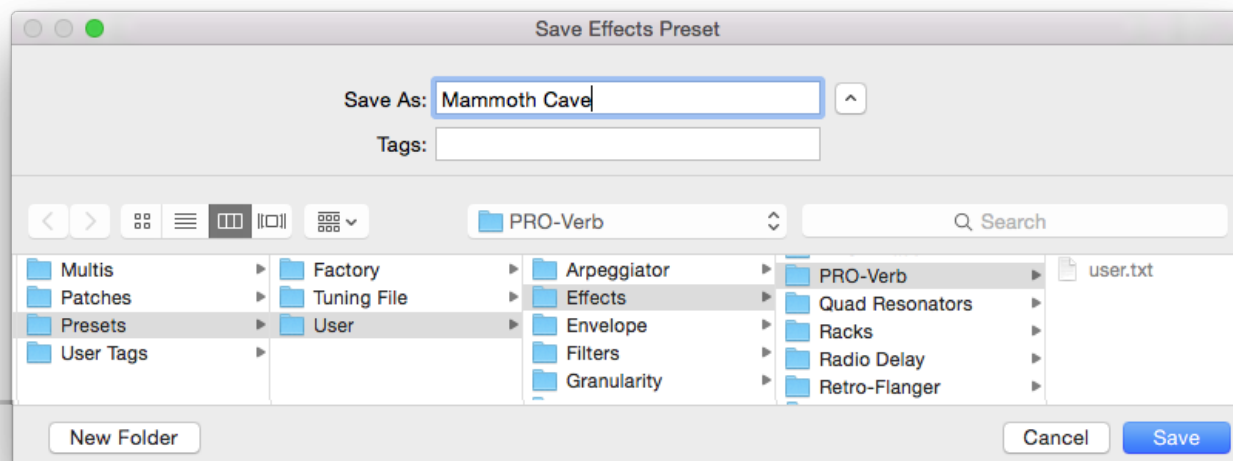 Save Effects Preset
Save As: Mammoth Cave
Tags:
PRO-Verb
Search
Multis
Patches
Presets
User Tags
Factory
Tuning File
User
Arpeggiator
Effects
Envelope
Filters
Granularity
PRO-Verb
Quad Resonators
Racks
Radio Delay
Retro-Flanger
user.txt
New Folder
Cancel
Save